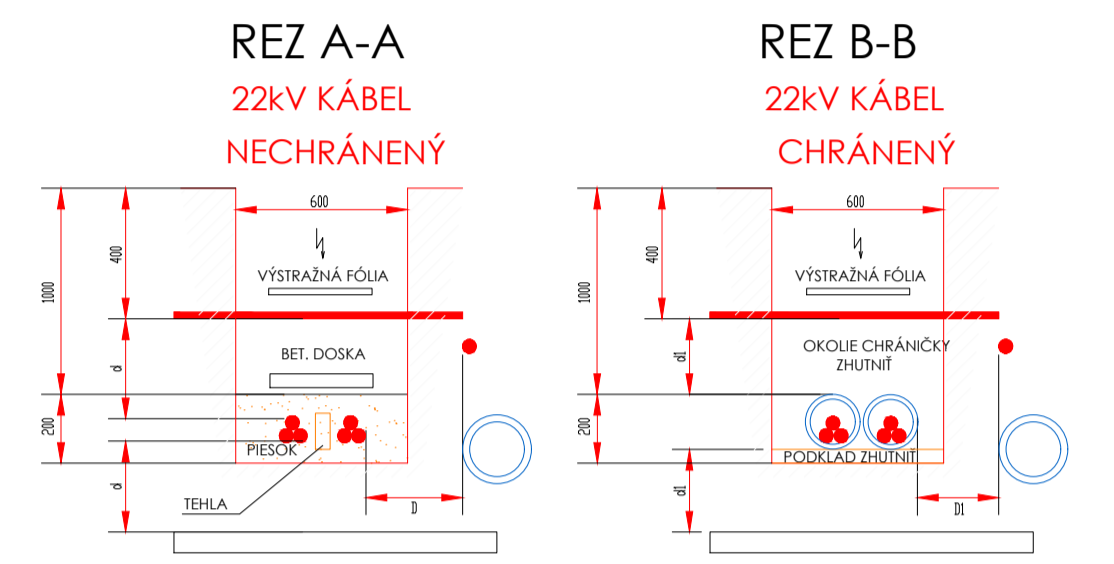 REZ A-A
22kV KÁBEL
NECHRÁNENÝ
600
400
1000
VÝSTRAŽNÁ FÓLIA
BET. DOSKA
d
200
PIESOK
d
TEHLA
D
REZ B-B
22kV KÁBEL
CHRÁNENÝ
600
400
1000
VÝSTRAŽNÁ FÓLIA
OKOLIE CHRÁNIČKY
ZHUTNIŤ
d1
200
PODKLAD ZHUTNIŤ
d1
D1